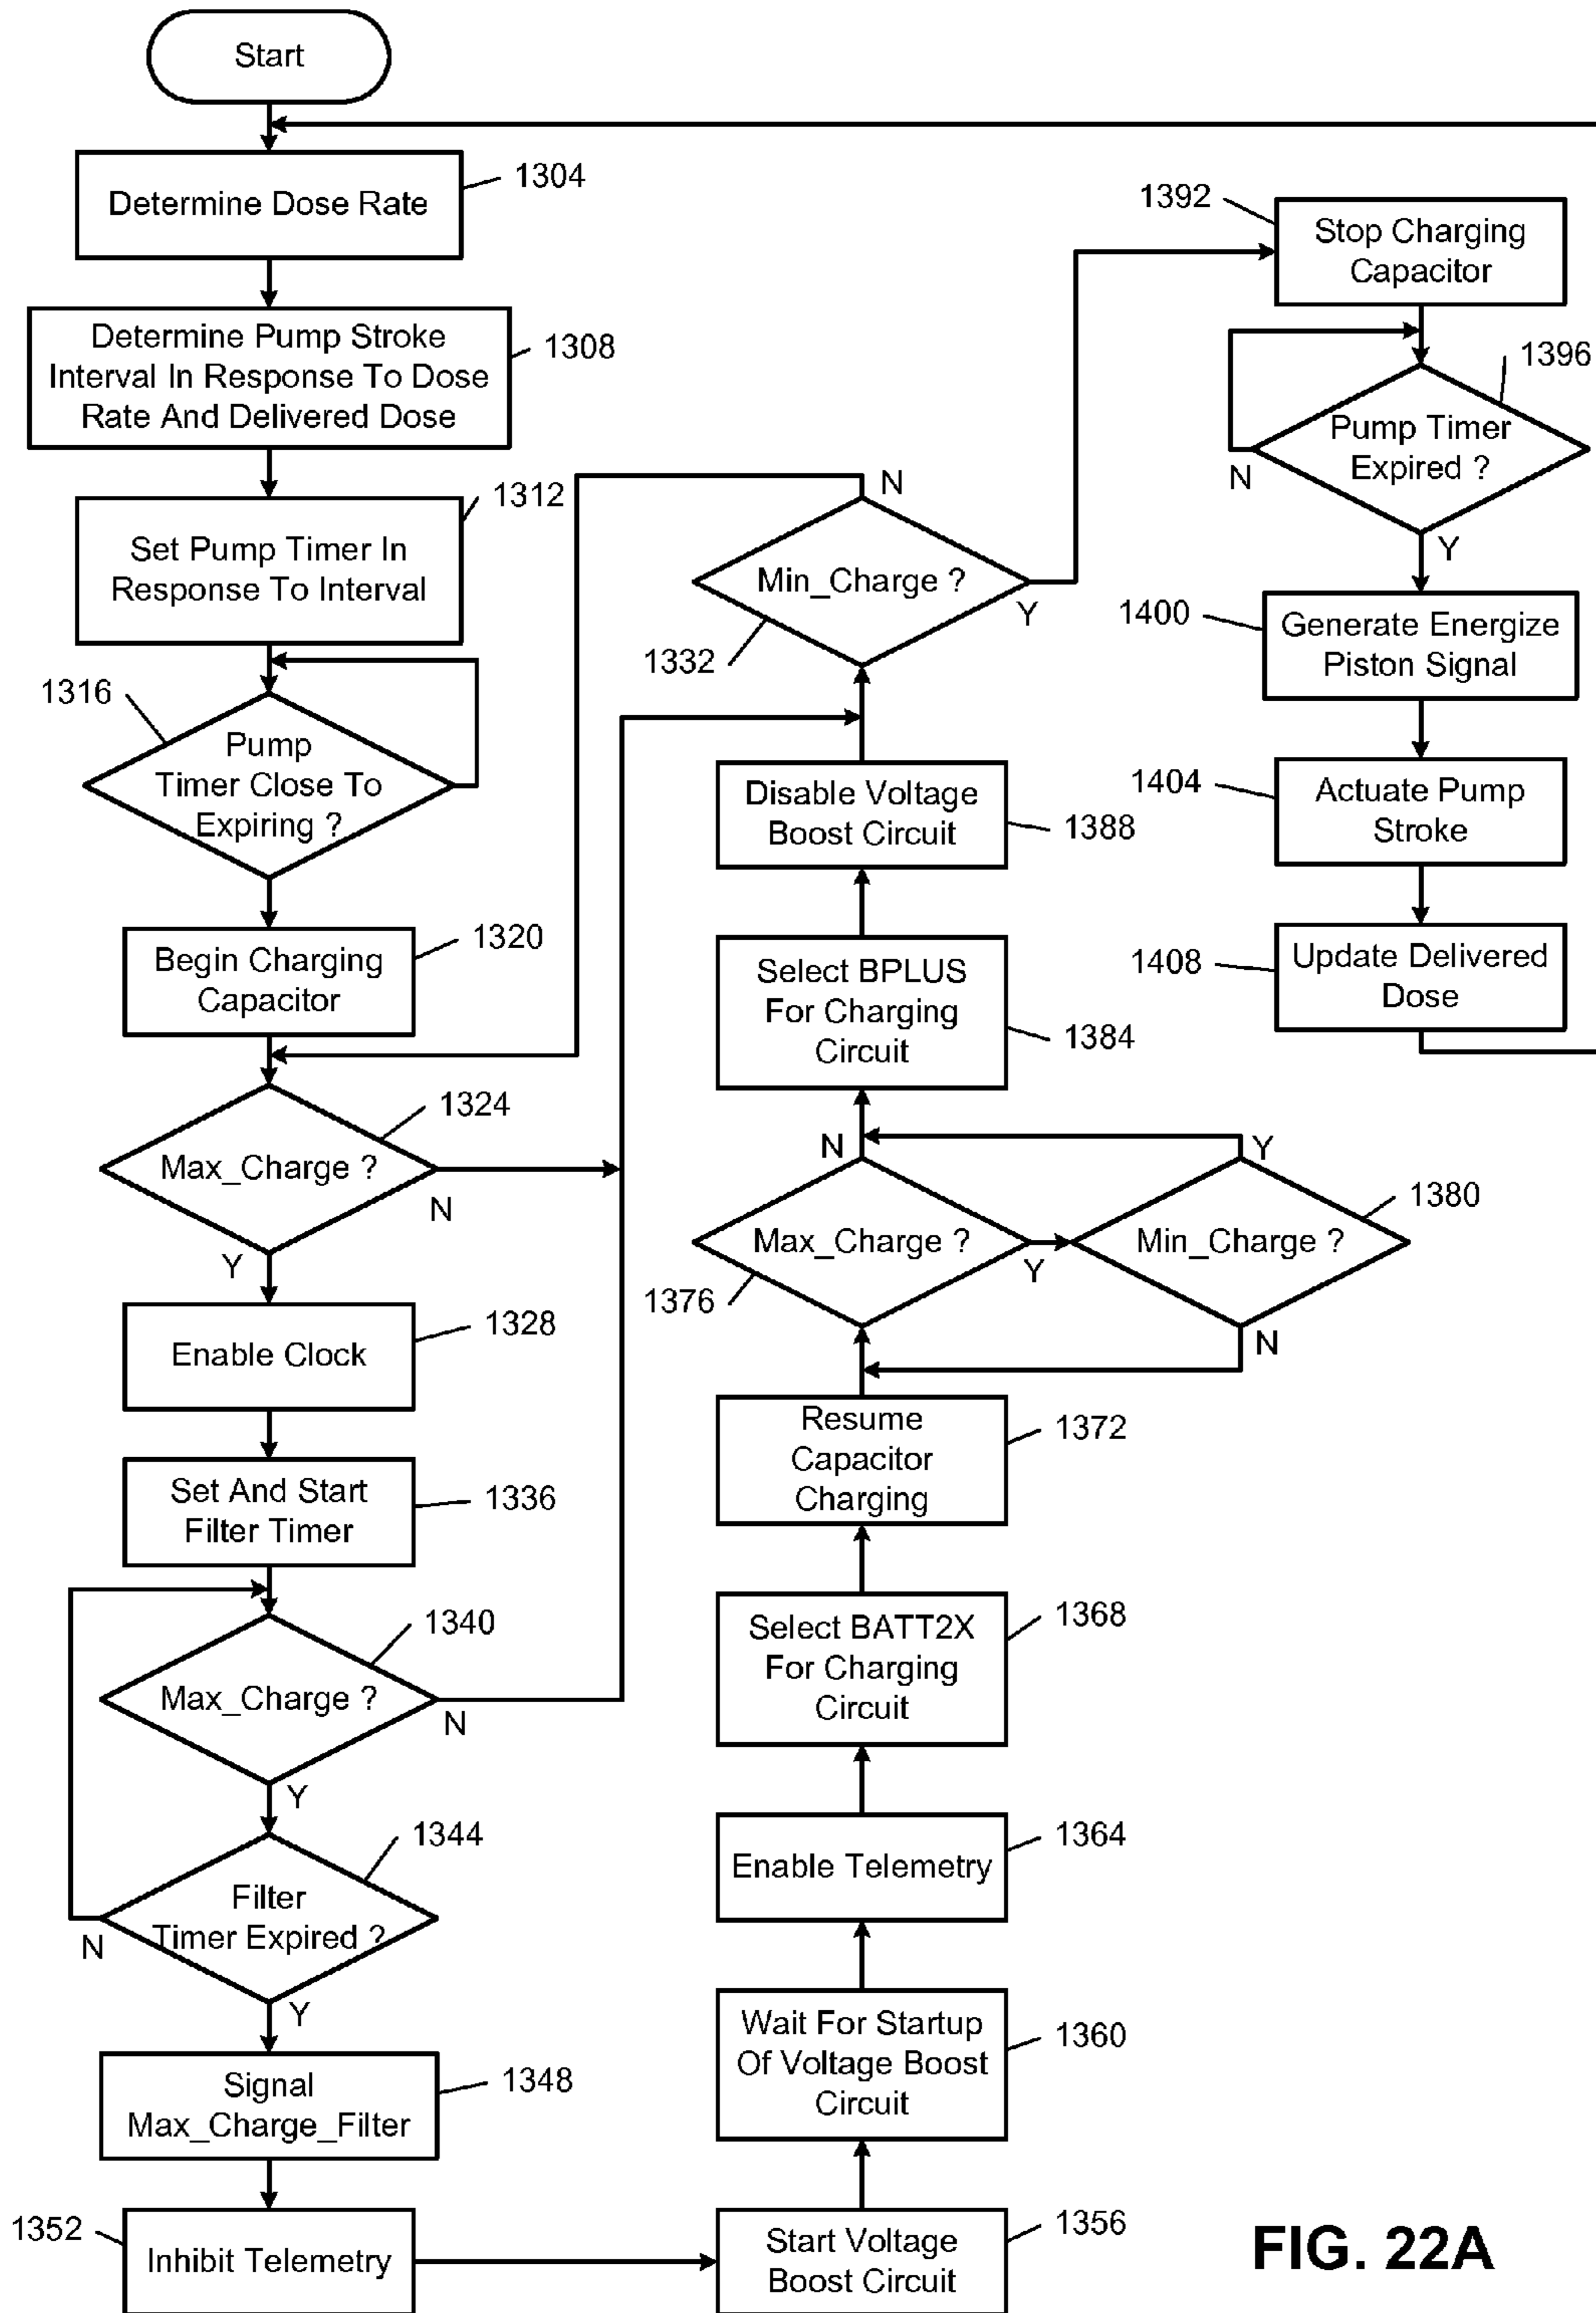 Start
Determine Dose Rate
1304
Determine Pump Stroke
Interval In Response To Dose
Rate And Delivered Dose
1308
Set Pump Timer In
Response To Interval
1312
1316
Pump
Timer Close To
Expiring ?
Begin Charging
Capacitor
1320
Max_Charge ?
1324
N
Y
Enable Clock
1328
Set And Start
Filter Timer
1336
Max_Charge ?
1340
N
Y
Filter
Timer Expired ?
1344
N
Y
Signal
Max_Charge_Filter
1348
1352
Inhibit Telemetry
Start Voltage
Boost Circuit
1356
Wait For Startup
Of Voltage Boost
Circuit
1360
Enable Telemetry
1364
Select BATT2X
For Charging
Circuit
1368
Resume
Capacitor
Charging
1372
Max_Charge ?
1376
N
Y
Min_Charge ?
1380
Y
N
Select BPLUS
For Charging
Circuit
1384
Disable Voltage
Boost Circuit
1388
Min_Charge ?
1332
N
Y
1392
Stop Charging
Capacitor
1396
Pump Timer
Expired ?
N
Y
1400
Generate Energize
Piston Signal
1404
Actuate Pump
Stroke
1408
Update Delivered
Dose
FIG. 22A